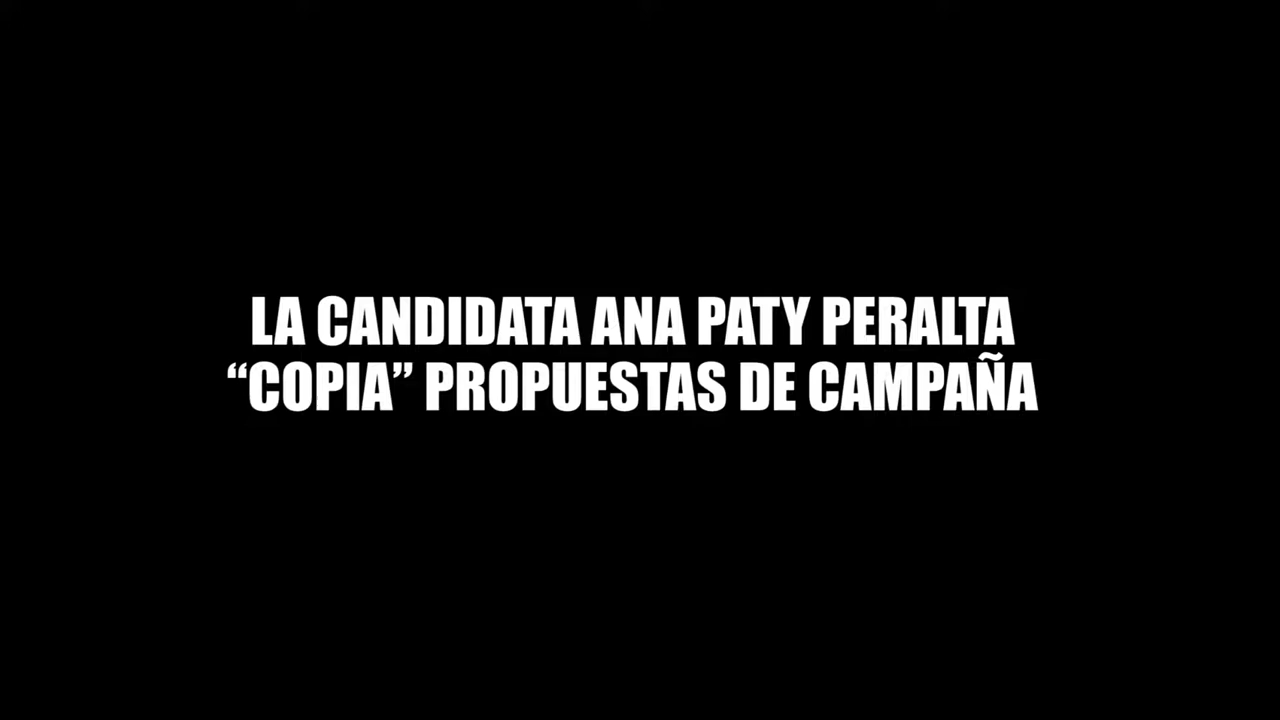 LA CANDIDATA ANA PATY PERALTA
“COPIA” PROPUESTAS DE CAMPAÑA